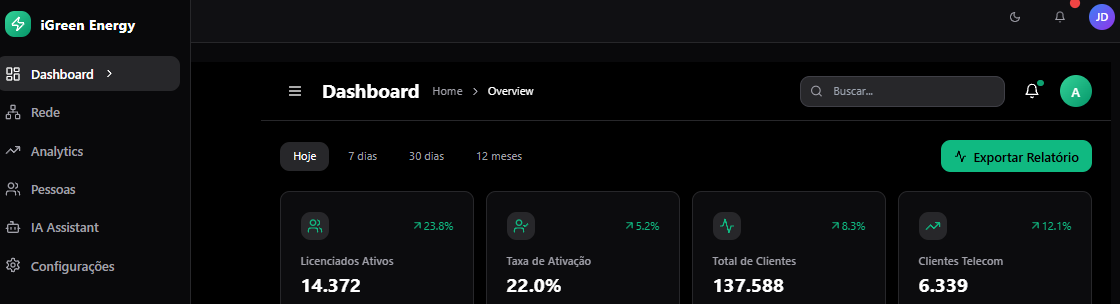 iGreen Energy
JD
Dashboard
Rede
Analytics
Pessoas
IA Assistant
Configurações
Dashboard Home Overview
Buscar...
A
Hoje 7 dias 30 dias 12 meses
Exportar Relatório
23.8%
Licenciados Ativos
14.372
5.2%
Taxa de Ativação
22.0%
8.3%
Total de Clientes
137.588
12.1%
Clientes Telecom
6.339